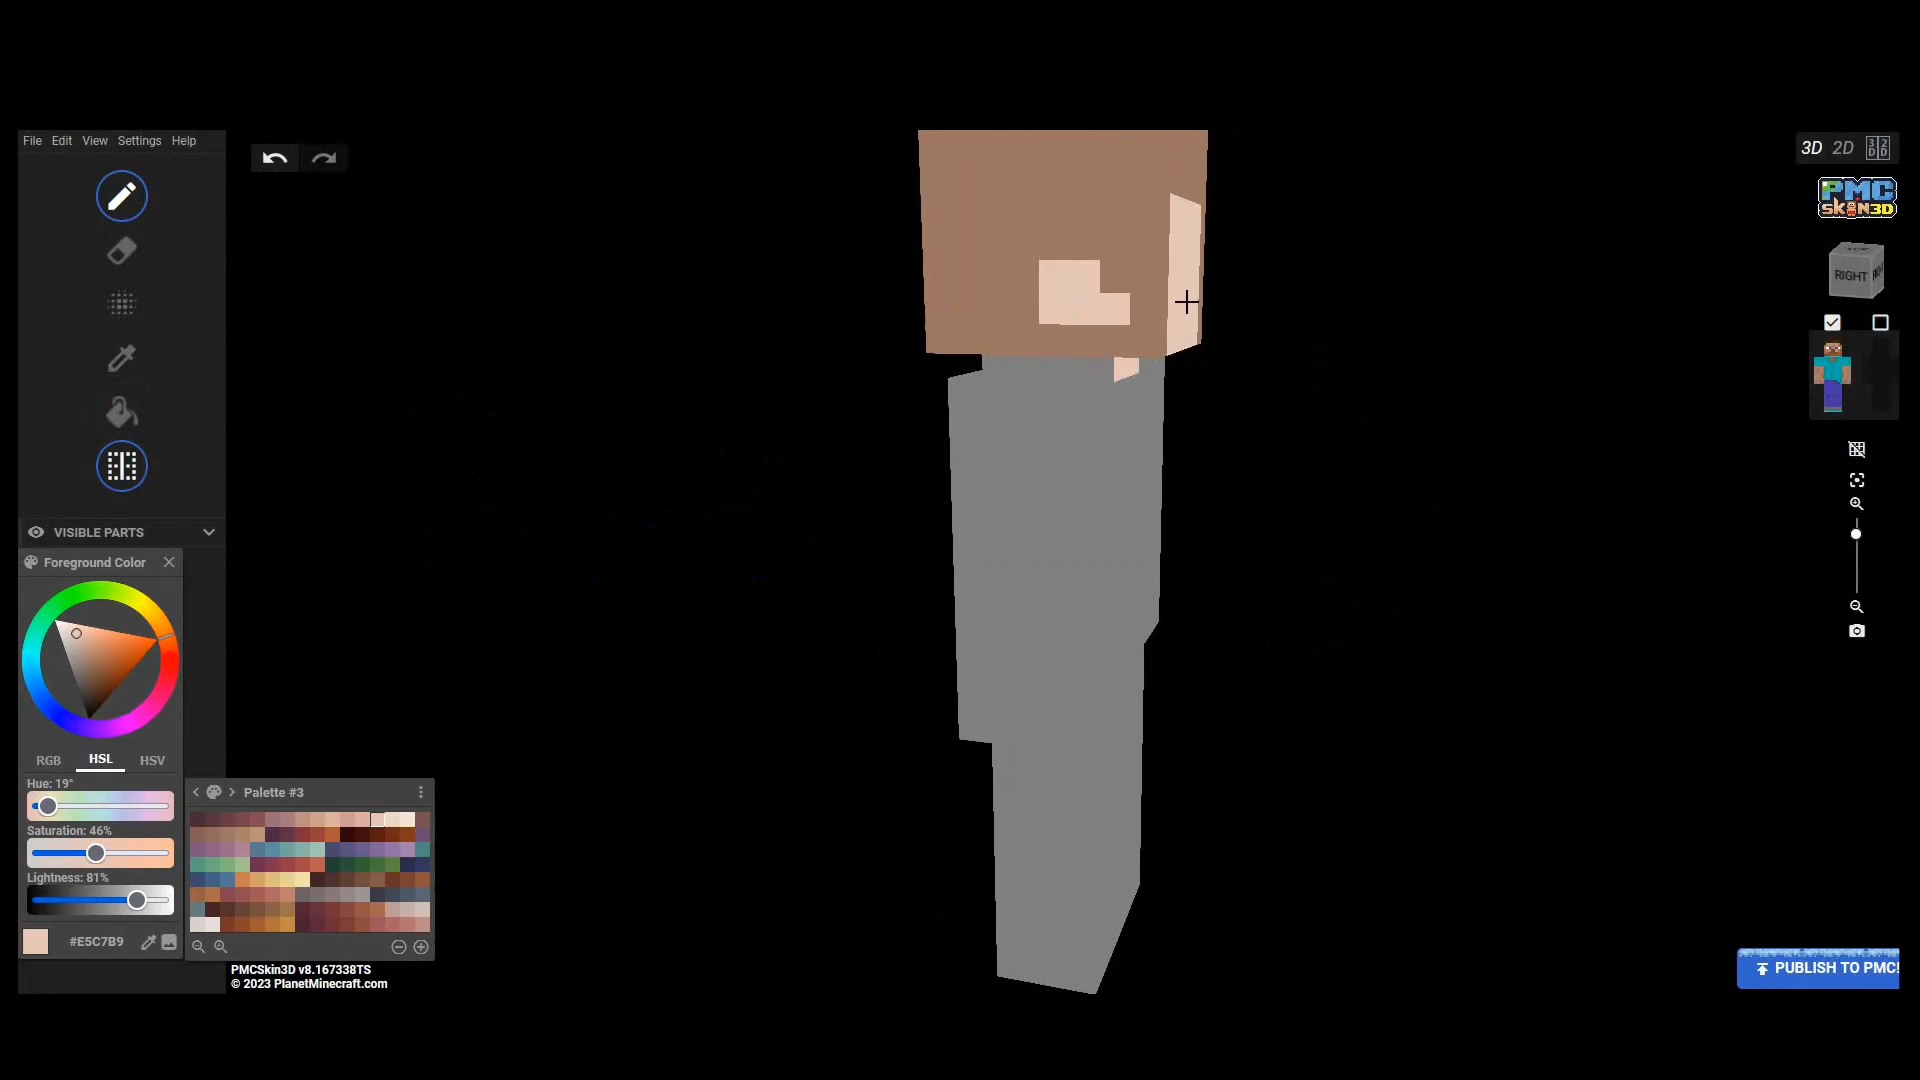 File Edit View Settings Help
3D 2D
PMC
SKIN3D
RIGHT
VISIBLE PARTS
Foreground Color
RGB HSL HSV
Hue: 19°
Saturation: 46%
Lightness: 81%
#E5C7B9
Palette #3
PMCSkin3D v8.167338TS
© 2023 PlanetMinecraft.com
PUBLISH TO PMC!